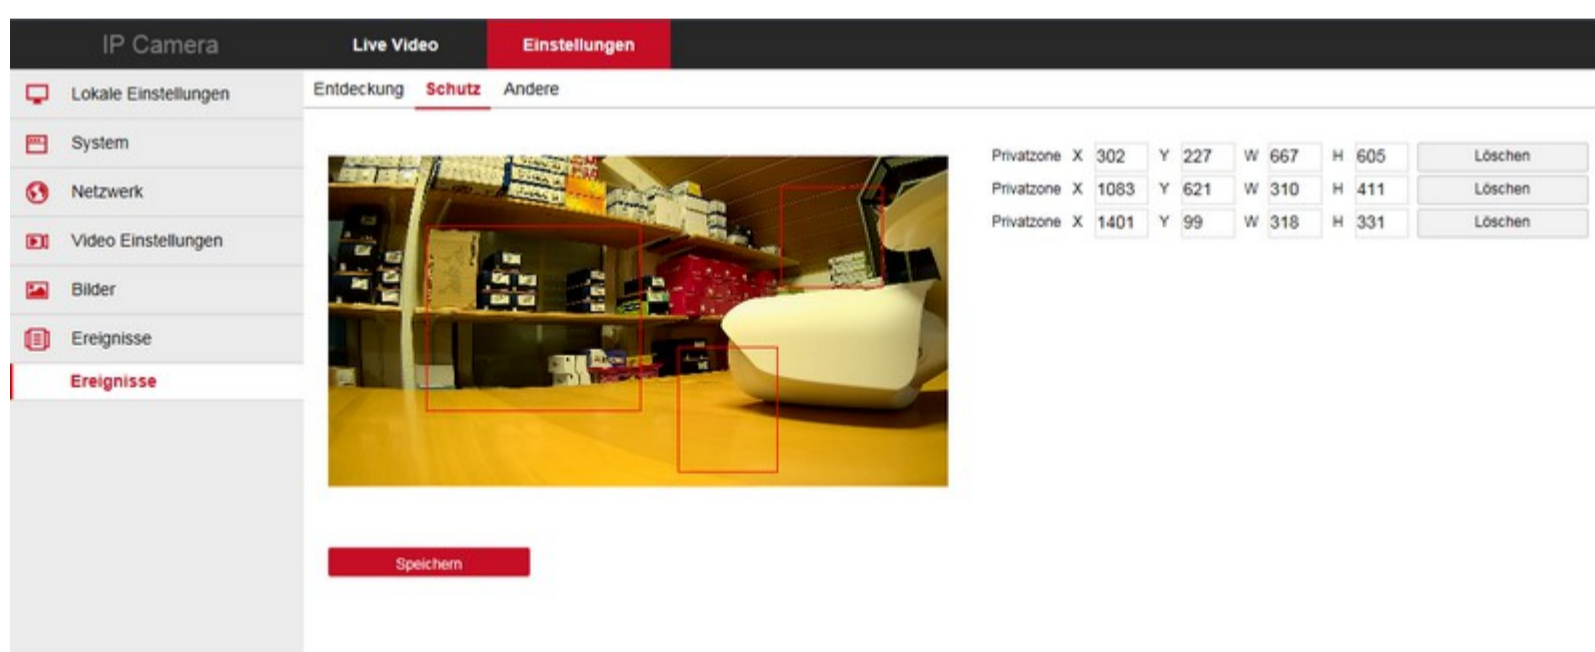 IP Camera Live Video Einstellungen
Lokale Einstellungen
System
Netzwerk
Video Einstellungen
Bilder
Ereignisse
Ereignisse
Entdeckung Schutz Andere
Privatzone X 302 Y 227 W 667 H 605 Löschen
Privatzone X 1083 Y 621 W 310 H 411 Löschen
Privatzone X 1401 Y 99 W 318 H 331 Löschen
Speichern